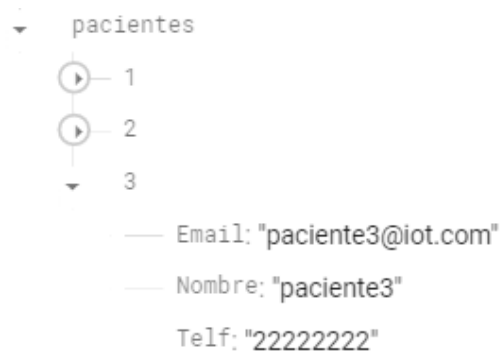 pacientes
1
2
3
Email: "paciente3@iot.com"
Nombre: "paciente3"
Telf: "22222222"